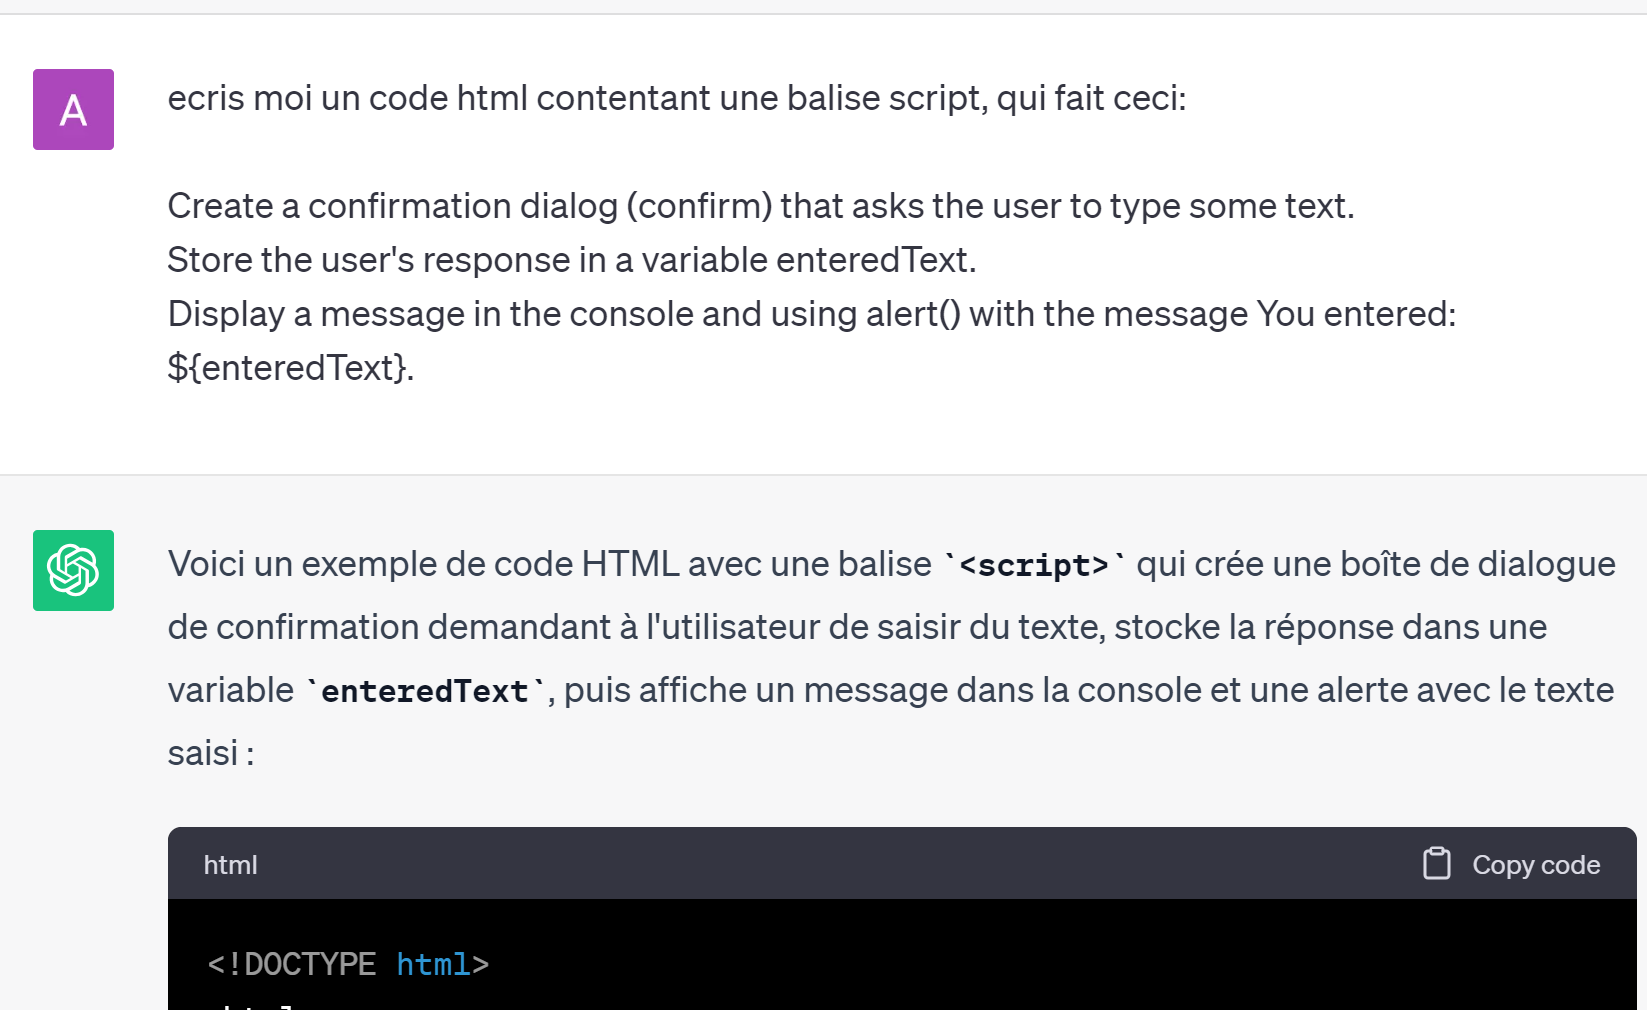 A
ecris moi un code html contentant une balise script, qui fait ceci:
Create a confirmation dialog (confirm) that asks the user to type some text.
Store the user's response in a variable enteredText.
Display a message in the console and using alert() with the message You entered:
${enteredText}.
Voici un exemple de code HTML avec une balise `<script>` qui crée une boîte de dialogue
de confirmation demandant à l'utilisateur de saisir du texte, stocke la réponse dans une
variable `enteredText`, puis affiche un message dans la console et une alerte avec le texte
saisi :
html
Copy code
<!DOCTYPE html>